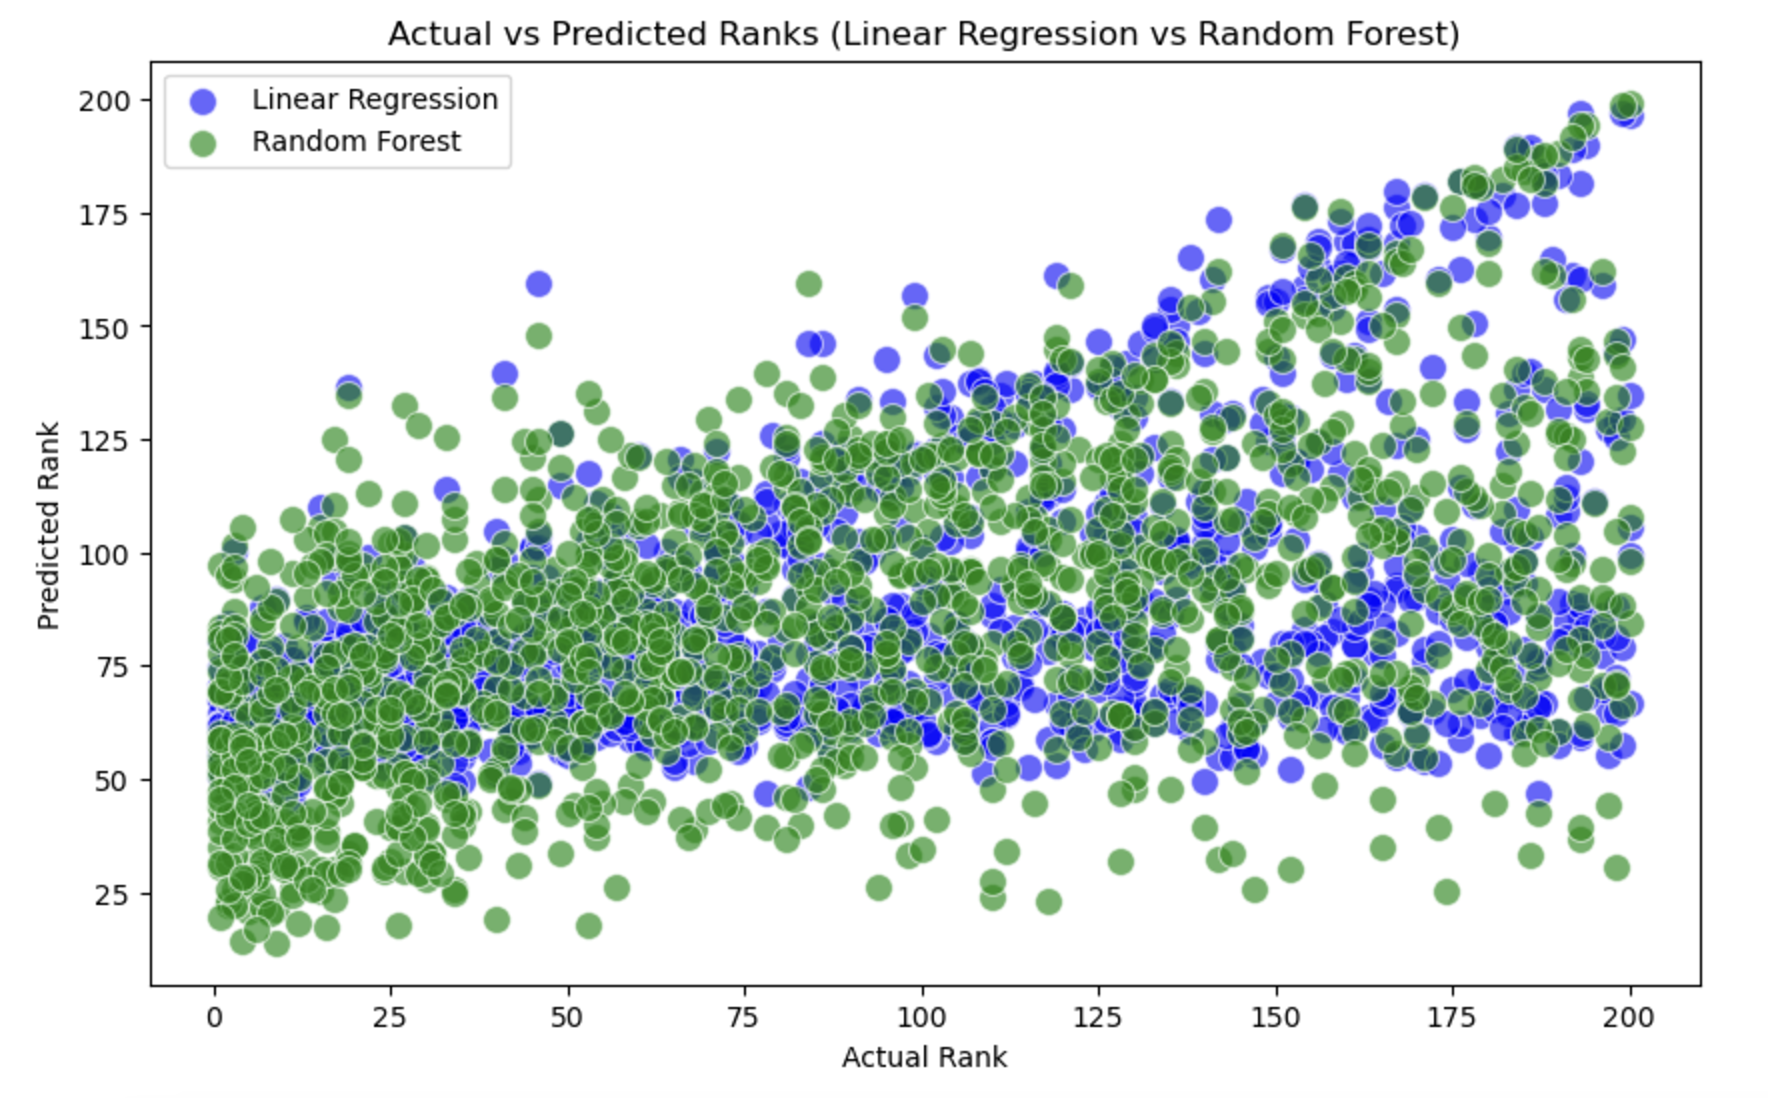 Actual vs Predicted Ranks (Linear Regression vs Random Forest)
Linear Regression
Random Forest
200
175
150
125
100
75
50
25
Predicted Rank
0 25 50 75 100 125 150 175 200
Actual Rank